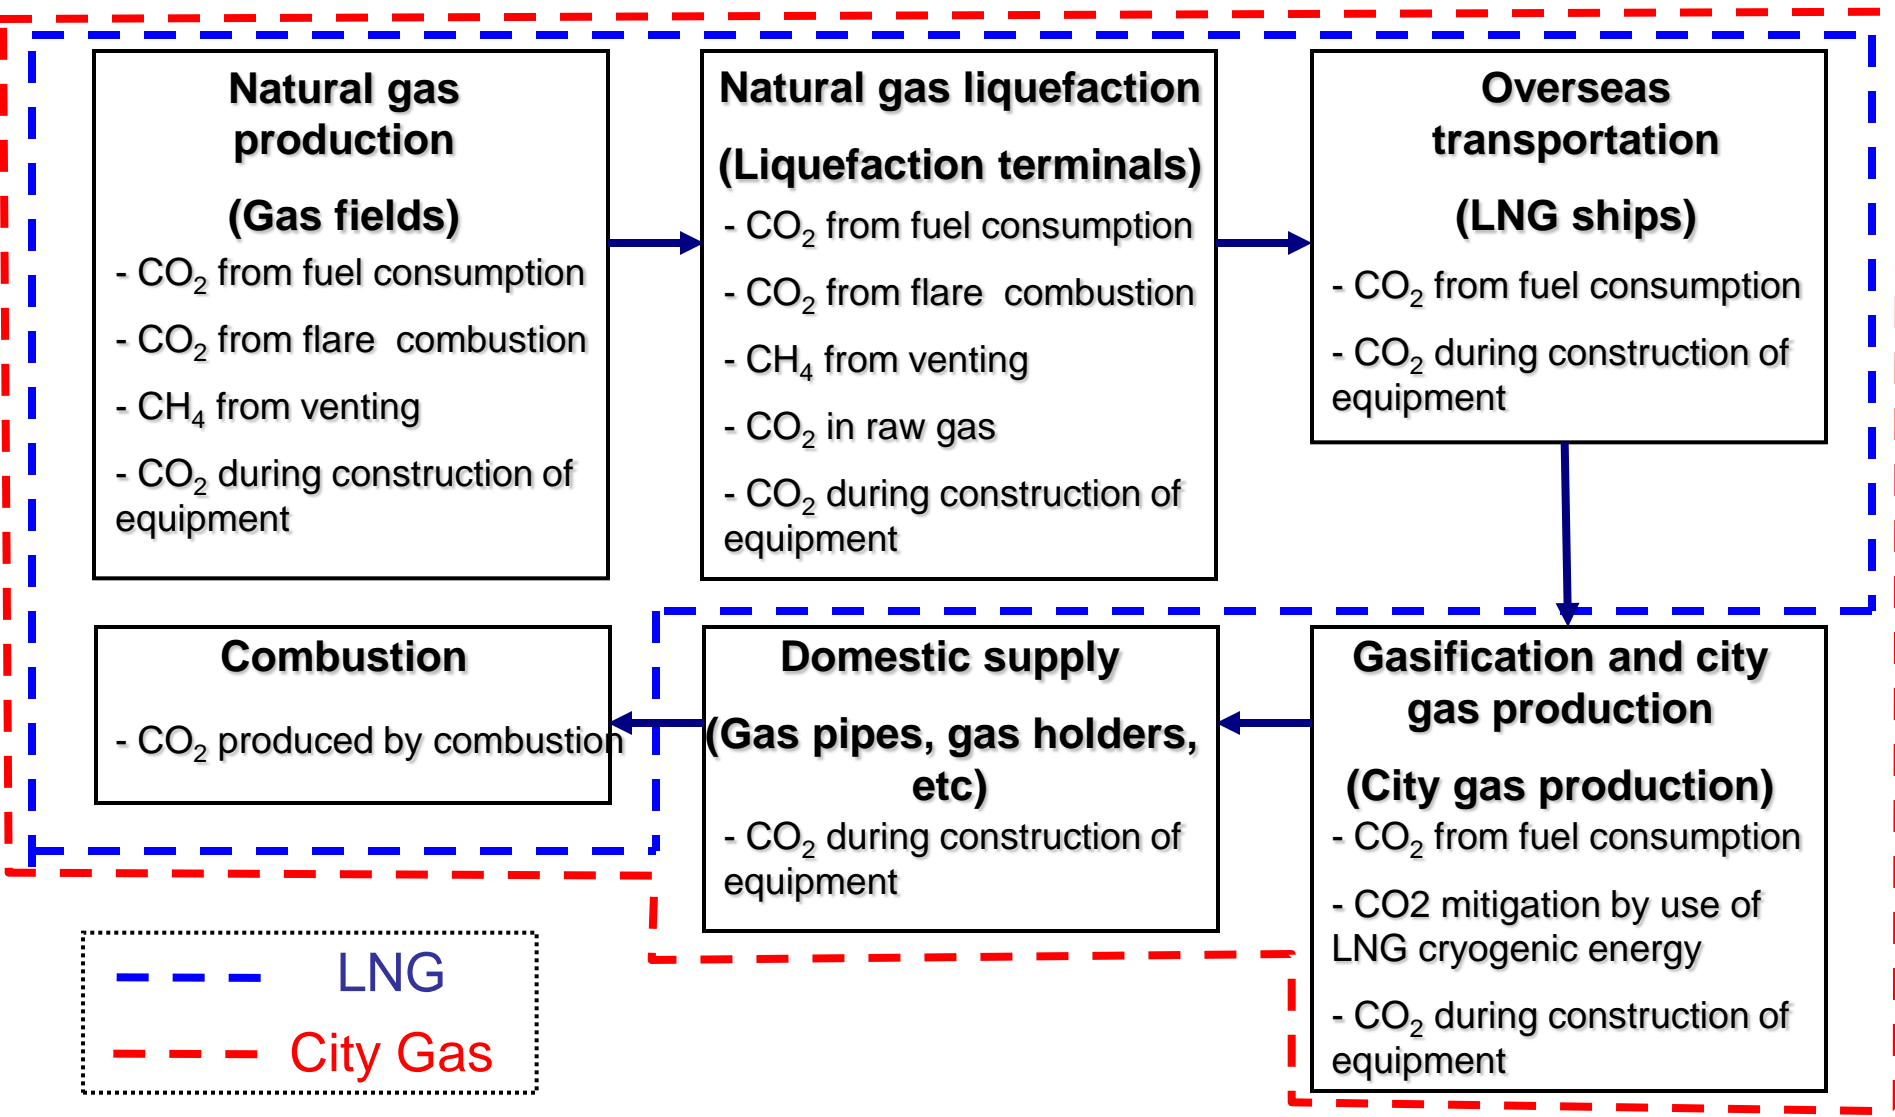 Natural gas
production
(Gas fields)
- CO₂ from fuel consumption
- CO₂ from flare  combustion
- CH₄ from venting
- CO₂ during construction of
equipment
Natural gas liquefaction
(Liquefaction terminals)
- CO₂ from fuel consumption
- CO₂ from flare  combustion
- CH₄ from venting
- CO₂ in raw gas
- CO₂ during construction of
equipment
Overseas
transportation
(LNG ships)
- CO₂ from fuel consumption
- CO₂ during construction of
equipment
Combustion
- CO₂ produced by combustion
Domestic supply
(Gas pipes, gas holders,
etc)
- CO₂ during construction of
equipment
Gasification and city
gas production
(City gas production)
- CO₂ from fuel consumption
- CO2 mitigation by use of
LNG cryogenic energy
- CO₂ during construction of
equipment
LNG
City Gas